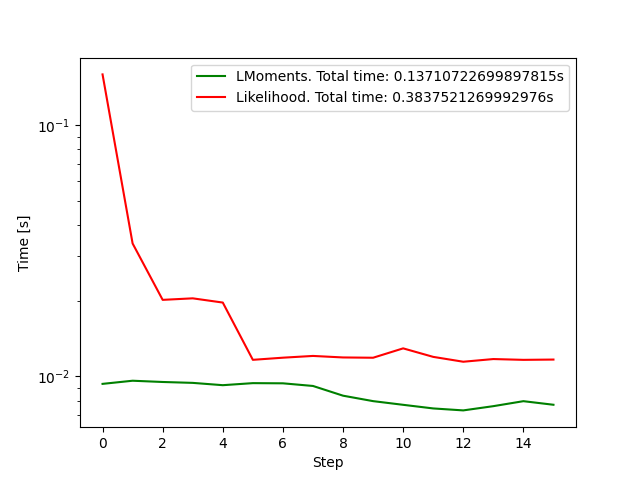 LMoments. Total time: 0.13710722699897815s
Likelihood. Total time: 0.3837521269992976s
10⁻¹
10⁻²
Time [s]
0 2 4 6 8 10 12 14
Step